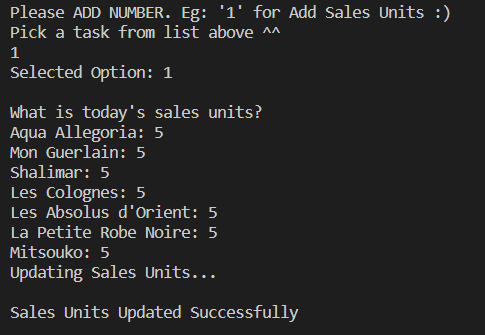 Please ADD NUMBER. Eg: '1' for Add Sales Units :)
Pick a task from list above ^^
1
Selected Option: 1
What is today's sales units?
Aqua Allegoria: 5
Mon Guerlain: 5
Shalimar: 5
Les Colognes: 5
Les Absolus d'Orient: 5
La Petite Robe Noire: 5
Mitsouko: 5
Updating Sales Units...
Sales Units Updated Successfully